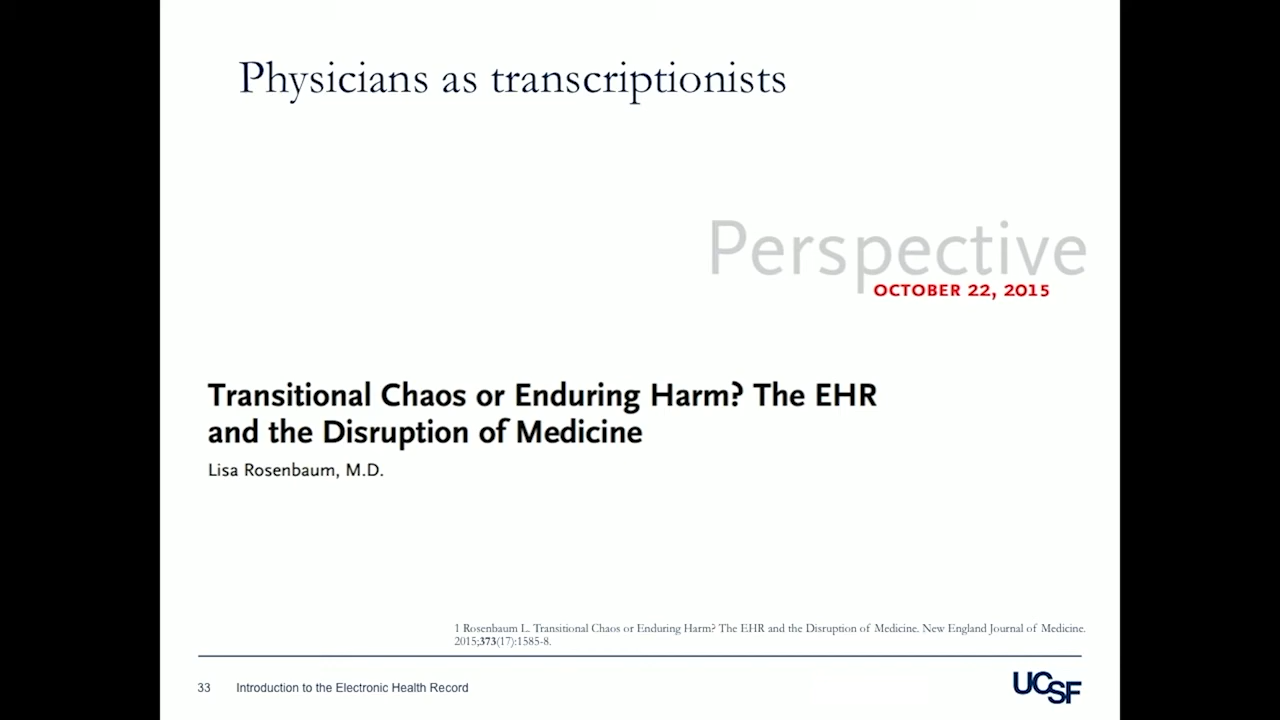 Physicians as transcriptionists
Perspective
OCTOBER 22, 2015
Transitional Chaos or Enduring Harm? The EHR
and the Disruption of Medicine
Lisa Rosenbaum, M.D.
1 Rosenbaum L. Transitional Chaos or Enduring Harm? The EHR and the Disruption of Medicine. New England Journal of Medicine.
2015;373(17):1585-8.
33 Introduction to the Electronic Health Record
UCSF